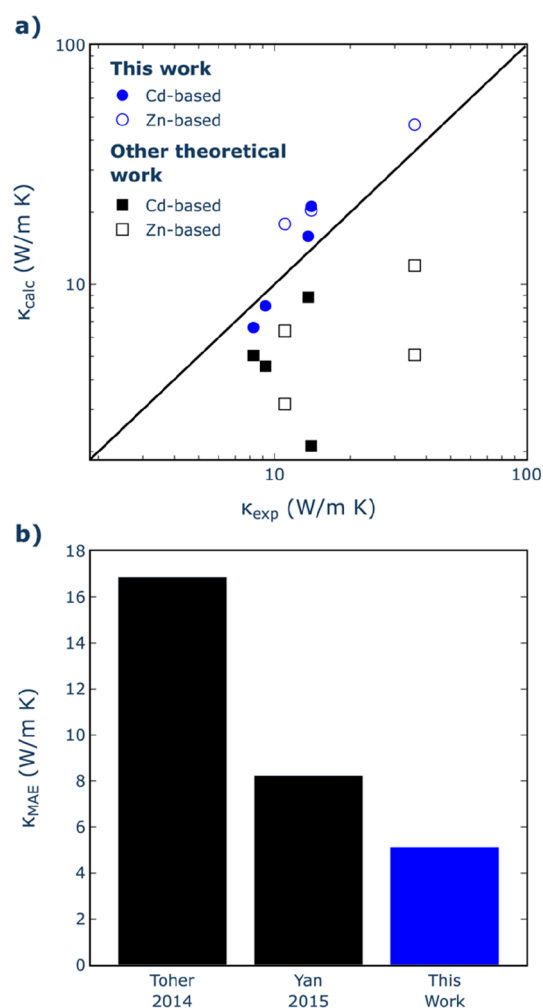 a)
100
This work
Cd-based
Zn-based
Other theoretical
work
Cd-based
Zn-based
10
κcalc (W/m K)
10
100
κexp (W/m K)
b)
18
16
14
12
10
8
6
4
2
0
κMAE (W/m K)
Toher
2014
Yan
2015
This
Work